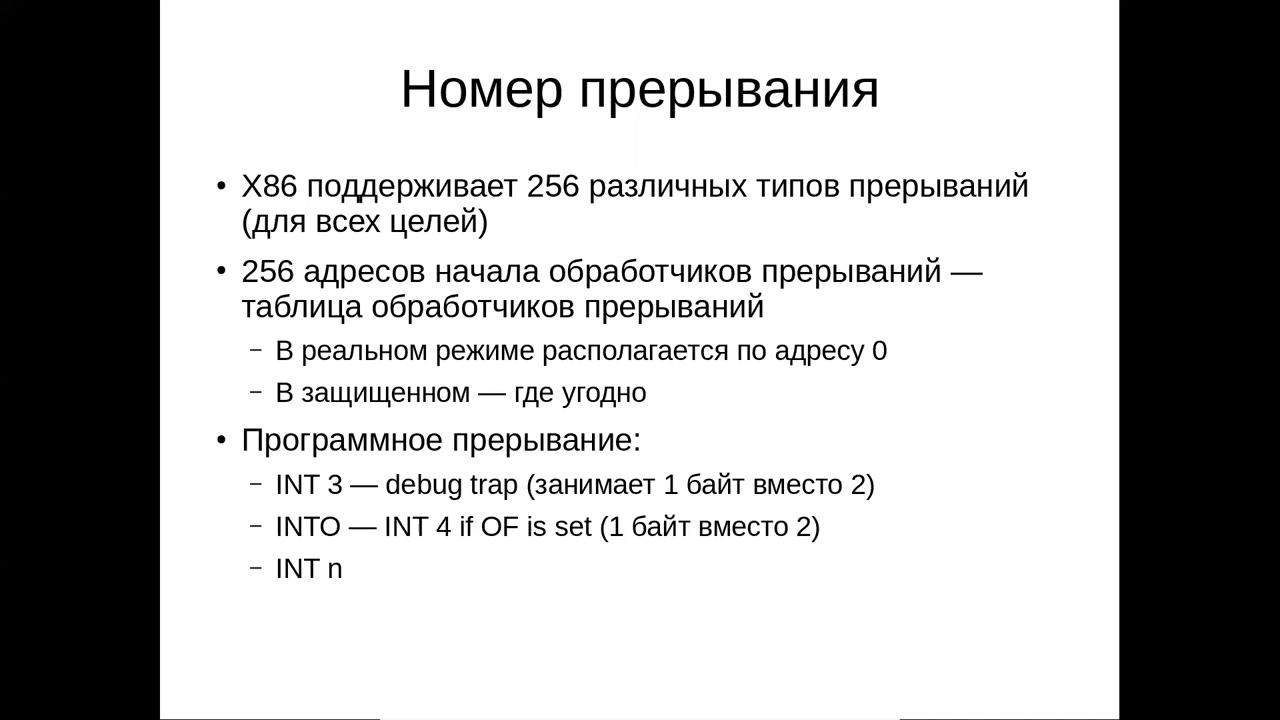 Номер прерывания
• X86 поддерживает 256 различных типов прерываний
(для всех целей)
• 256 адресов начала обработчиков прерываний —
таблица обработчиков прерываний
– В реальном режиме располагается по адресу 0
– В защищенном — где угодно
• Программное прерывание:
– INT 3 — debug trap (занимает 1 байт вместо 2)
– INTO — INT 4 if OF is set (1 байт вместо 2)
– INT n